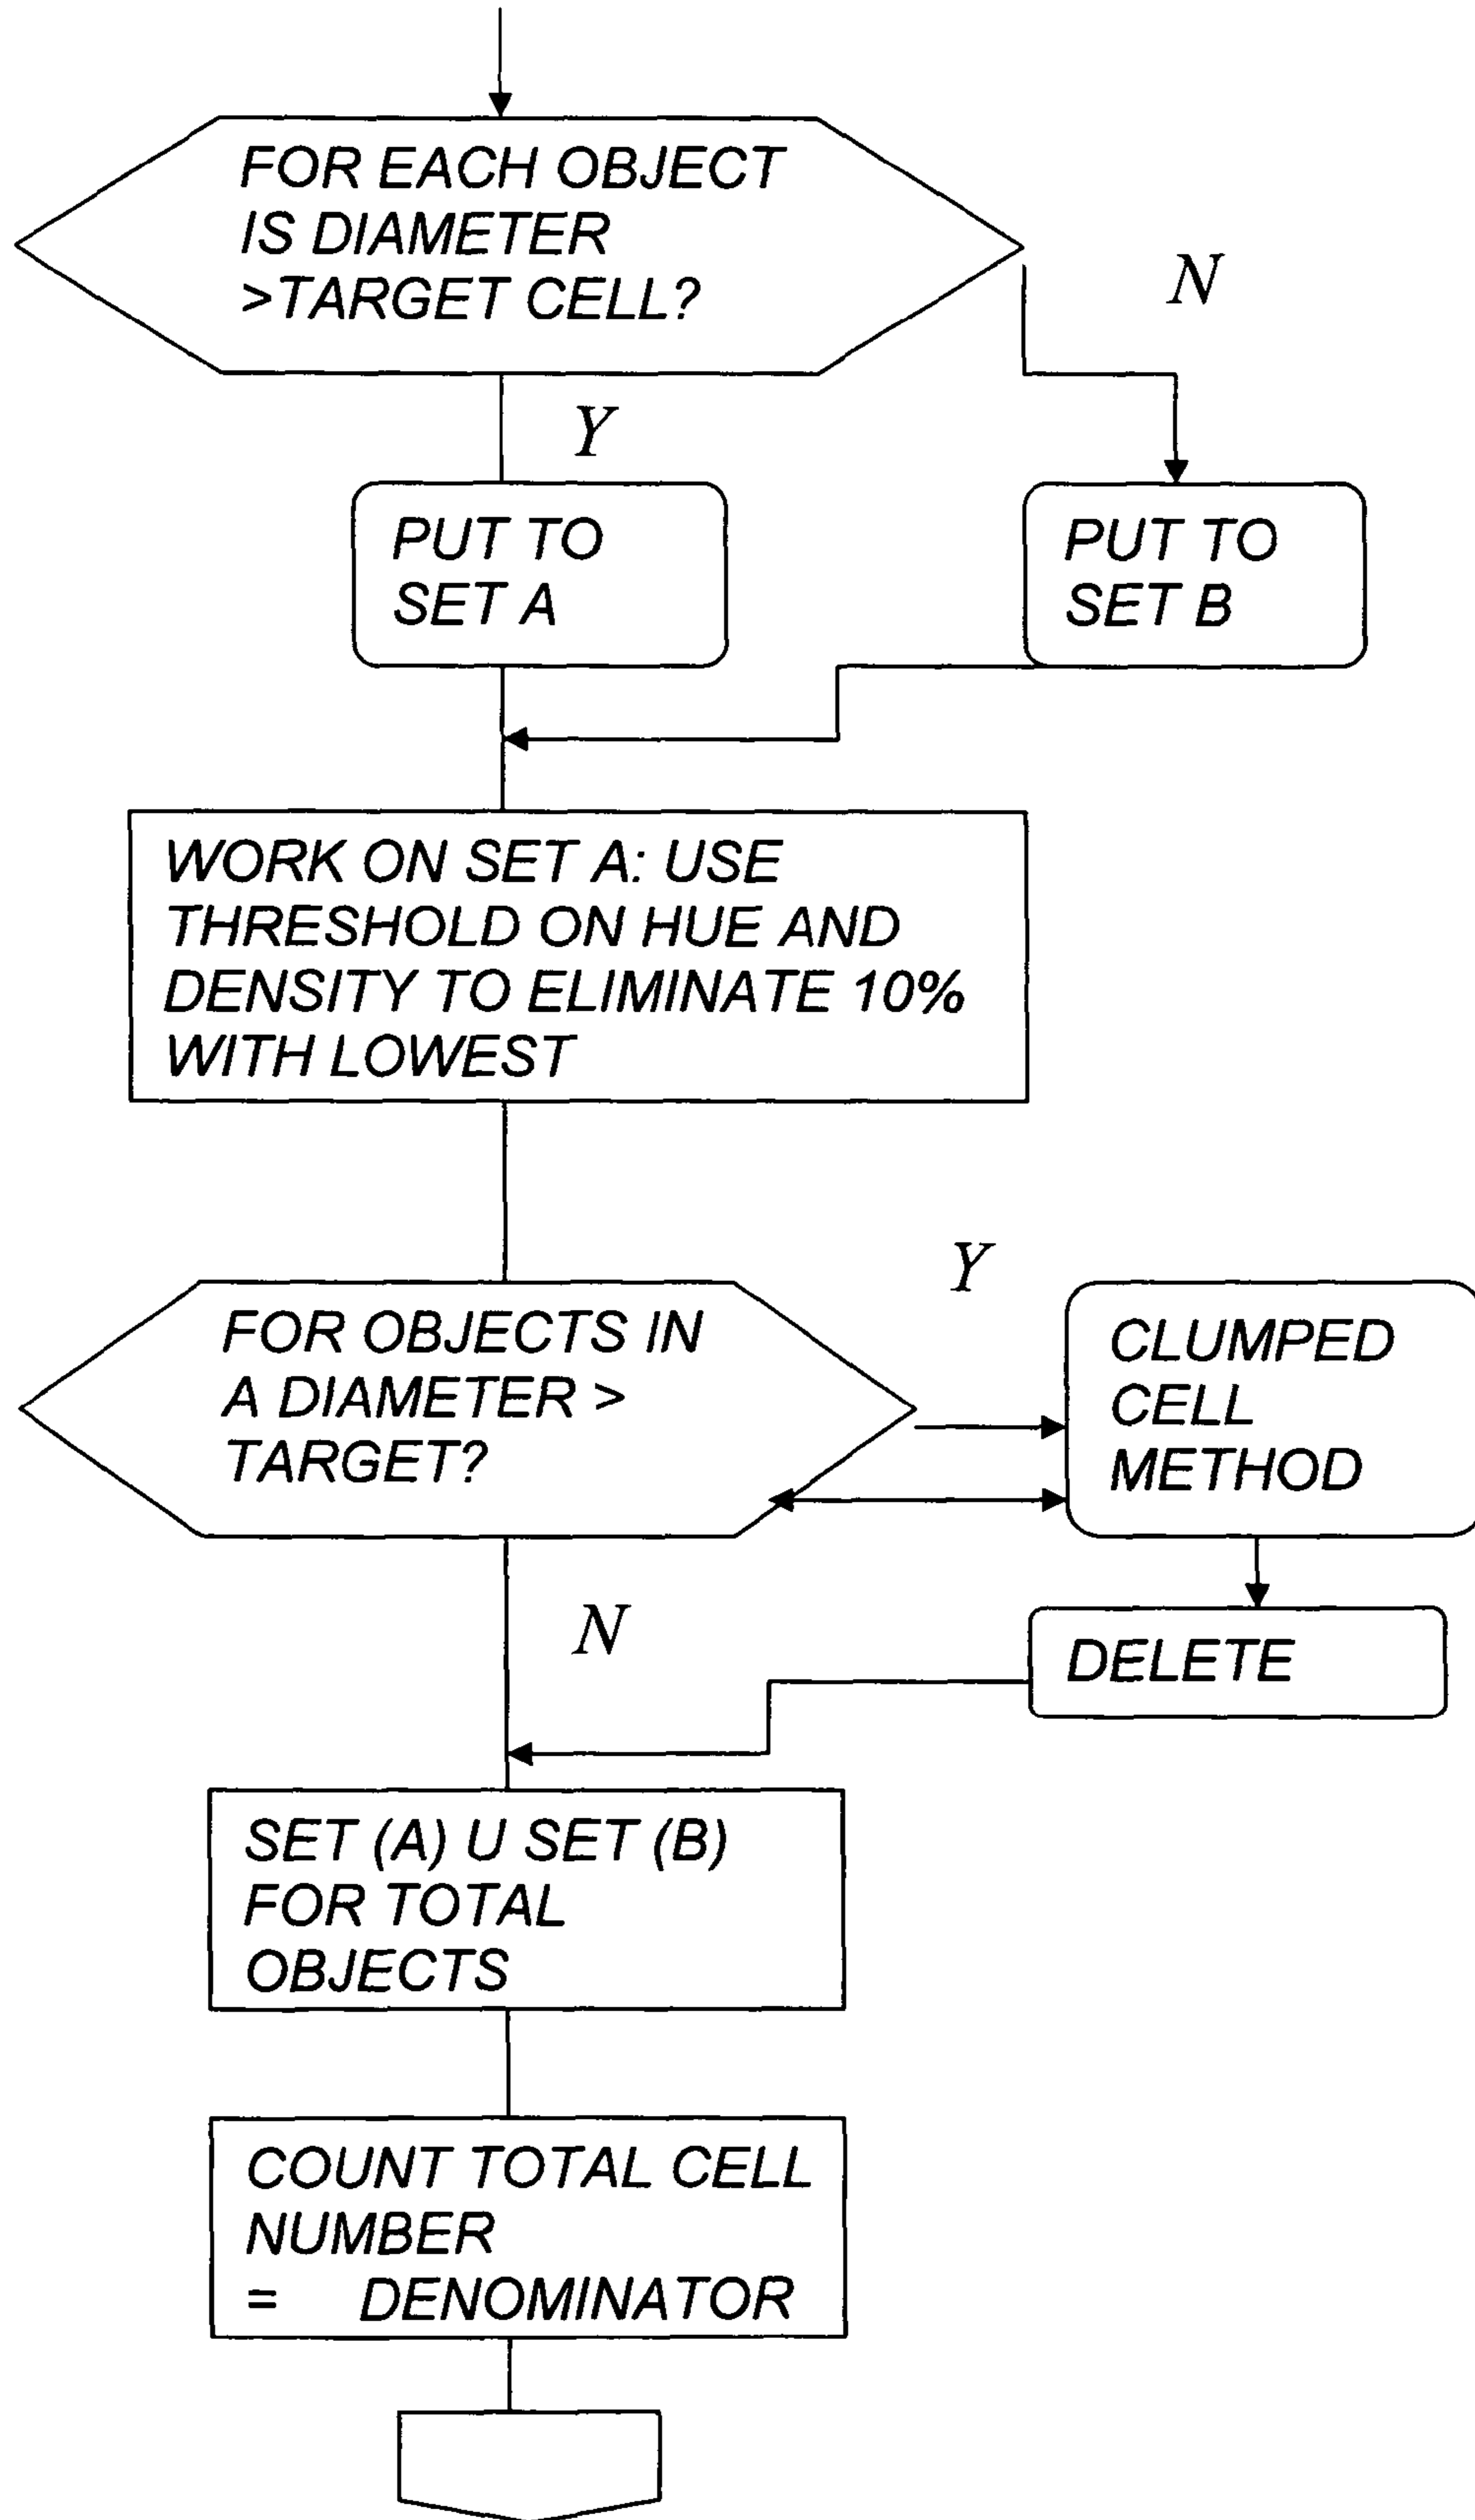 FOR EACH OBJECT
IS DIAMETER
>TARGET CELL?
N
Y
PUT TO
SET A
PUT TO
SET B
WORK ON SET A: USE
THRESHOLD ON HUE AND
DENSITY TO ELIMINATE 10%
WITH LOWEST
Y
FOR OBJECTS IN
A DIAMETER >
TARGET?
CLUMPED
CELL
METHOD
N
DELETE
SET (A) U SET (B)
FOR TOTAL
OBJECTS
COUNT TOTAL CELL
NUMBER
= DENOMINATOR